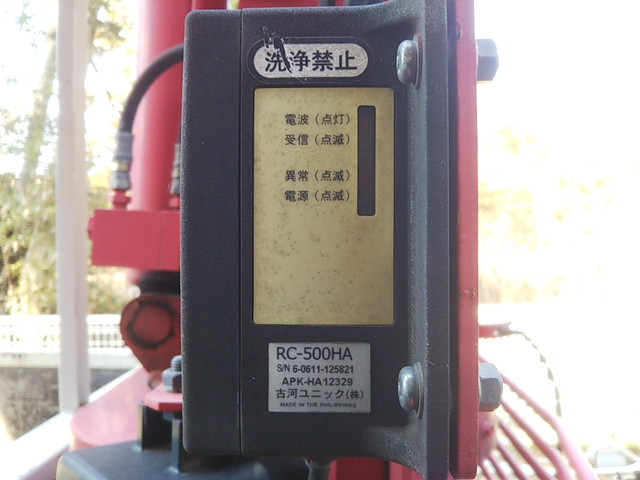 洗浄禁止
電波（点灯）
受信（点滅）
異常（点滅）
電源（点滅）
RC-500HA
S/N 6-0611-125821
APK-HA12329
古河ユニック(株)
MADE IN THE PHILIPPINES